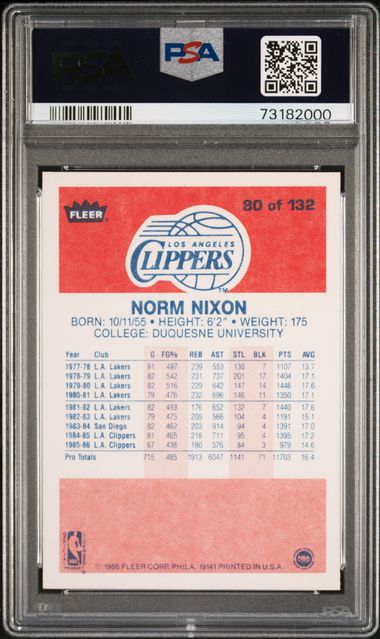 PSA
PSA
73182000
FLEER
80 of 132
LOS ANGELES
CLIPPERS
TM
NORM NIXON
BORN: 10/11/55 • HEIGHT: 6'2" • WEIGHT: 175
COLLEGE: DUQUESNE UNIVERSITY
Year Club G FG% REB AST STL BLK PTS AVG
1977-78 L.A. Lakers 81 .497 239 553 138 7 1107 13.7
1978-79 L.A. Lakers 82 .542 231 737 201 17 1404 17.1
1979-80 L.A. Lakers 82 .516 229 642 147 14 1446 17.6
1980-81 L.A. Lakers 79 .476 232 696 146 11 1350 17.1
1981-82 L.A. Lakers 82 .493 176 652 132 7 1440 17.6
1982-83 L.A. Lakers 79 .475 205 566 104 4 1191 15.1
1983-84 San Diego 82 .462 203 914 94 4 1391 17.0
1984-85 L.A. Clippers 81 .465 218 711 95 4 1395 17.2
1985-86 L.A. Clippers 67 .438 180 576 84 3 979 14.6
Pro Totals 715 .485 1913 6047 1141 71 11703 16.4
NBA
© 1986 FLEER CORP. PHILA. 19141 PRINTED IN U.S.A.
PSA